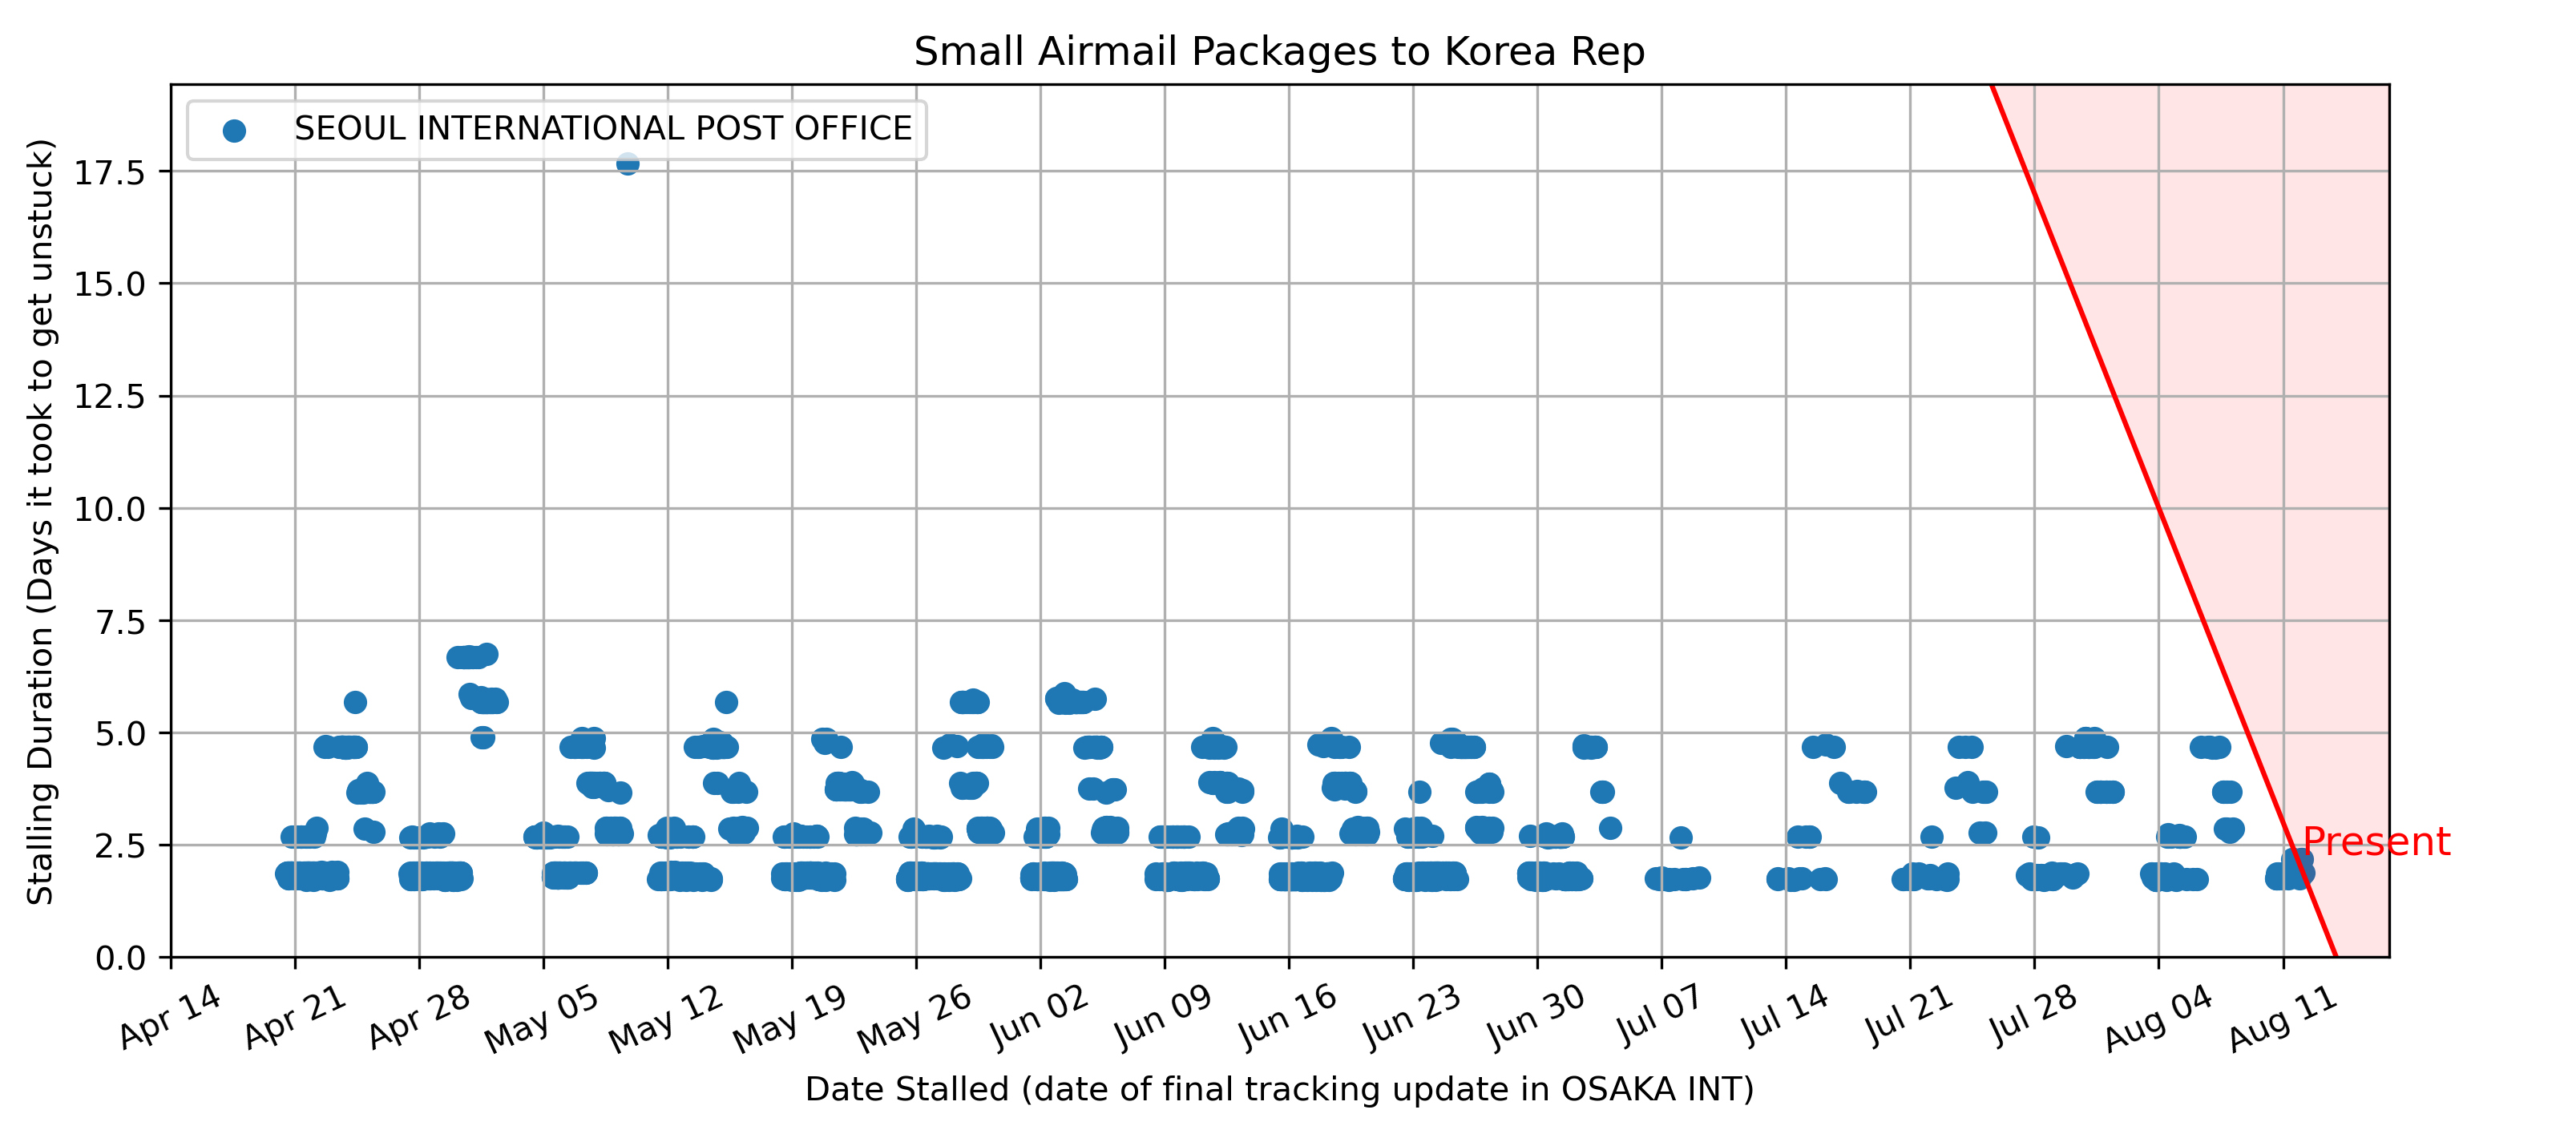 Small Airmail Packages to Korea Rep
SEOUL INTERNATIONAL POST OFFICE
Stalling Duration (Days it took to get unstuck)
17.5
15.0
12.5
10.0
7.5
5.0
2.5
0.0
Present
Apr 14
Apr 21
Apr 28
May 05
May 12
May 19
May 26
Jun 02
Jun 09
Jun 16
Jun 23
Jun 30
Jul 07
Jul 14
Jul 21
Jul 28
Aug 04
Aug 11
Date Stalled (date of final tracking update in OSAKA INT)